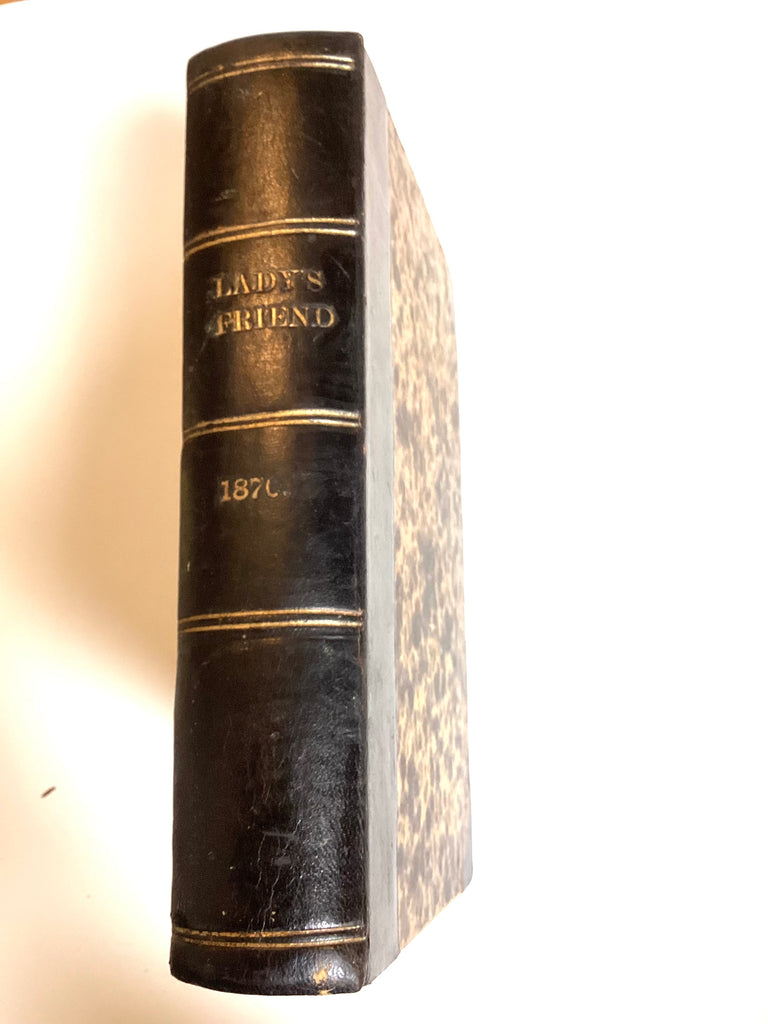 LADY'S
FRIEND
1870.